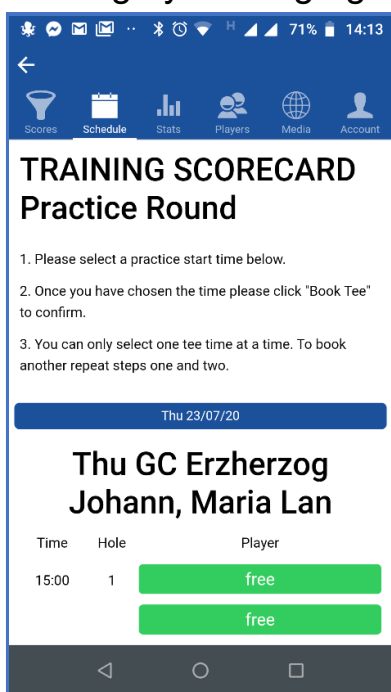 H 71% 14:13
Scores Schedule Stats Players Media Account
TRAINING SCORECARD
Practice Round
1. Please select a practice start time below.
2. Once you have chosen the time please click "Book Tee"
to confirm.
3. You can only select one tee time at a time. To book
another repeat steps one and two.
Thu 23/07/20
Thu GC Erzherzog
Johann, Maria Lan
Time Hole Player
15:00 1 free
free